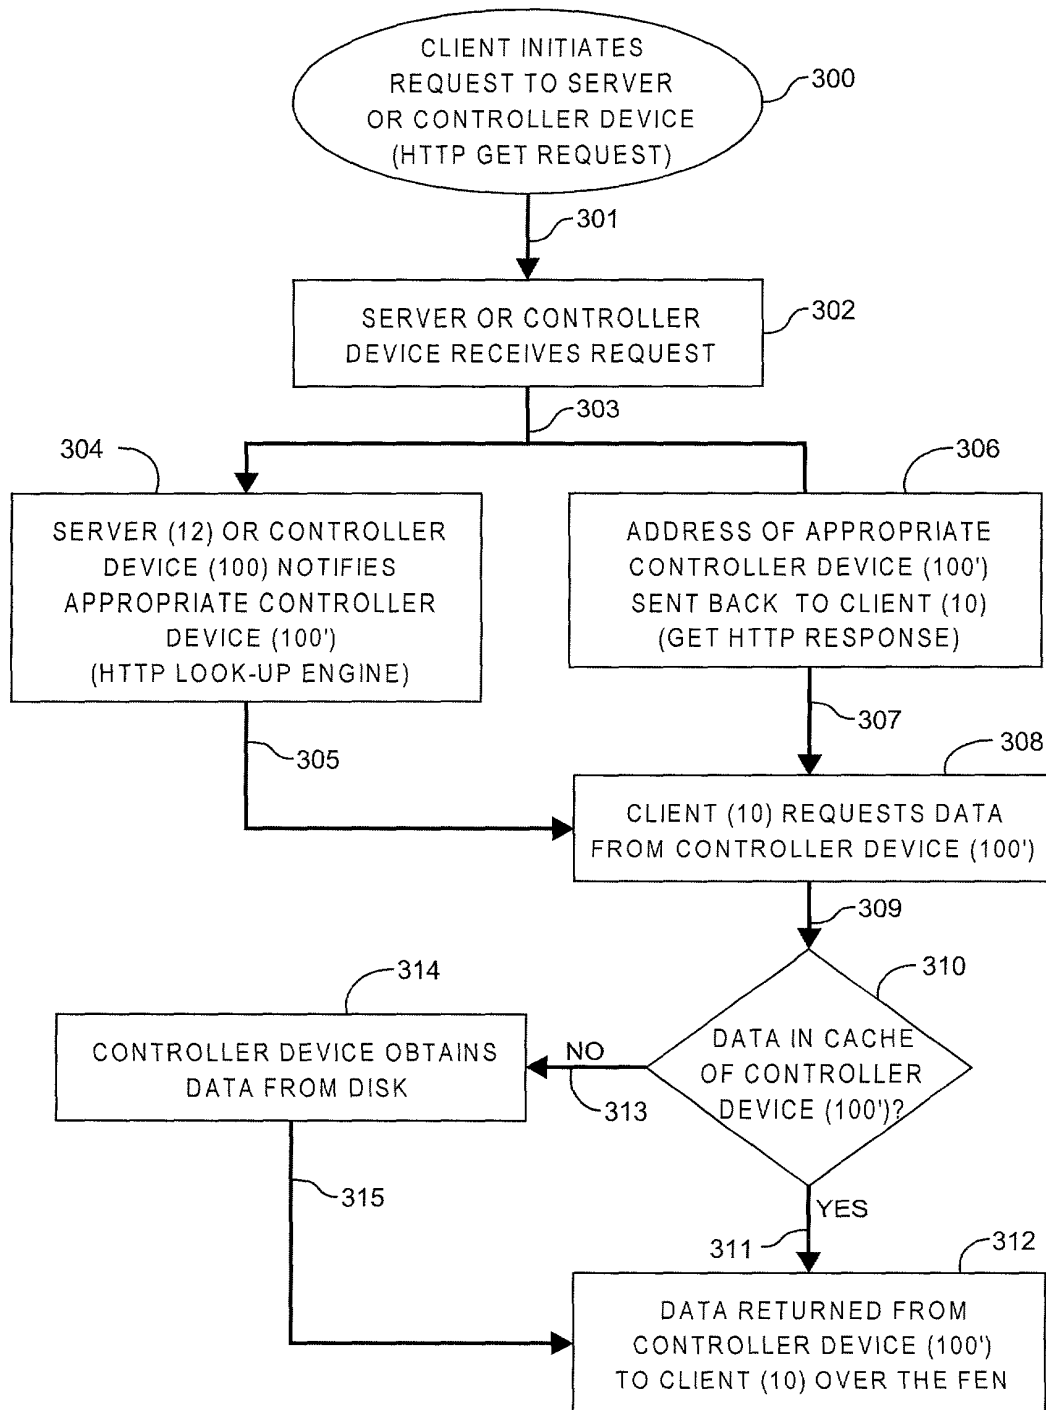 CLIENT INITIATES
REQUEST TO SERVER
OR CONTROLLER DEVICE
(HTTP GET REQUEST)
300
301
SERVER OR CONTROLLER
DEVICE RECEIVES REQUEST
302
303
304
SERVER (12) OR CONTROLLER
DEVICE (100) NOTIFIES
APPROPRIATE CONTROLLER
DEVICE (100')
(HTTP LOOK-UP ENGINE)
306
ADDRESS OF APPROPRIATE
CONTROLLER DEVICE (100')
SENT BACK TO CLIENT (10)
(GET HTTP RESPONSE)
305
307
308
CLIENT (10) REQUESTS DATA
FROM CONTROLLER DEVICE (100')
309
310
DATA IN CACHE
OF CONTROLLER
DEVICE (100')?
NO
313
314
CONTROLLER DEVICE OBTAINS
DATA FROM DISK
315
YES
311
312
DATA RETURNED FROM
CONTROLLER DEVICE (100')
TO CLIENT (10) OVER THE FEN